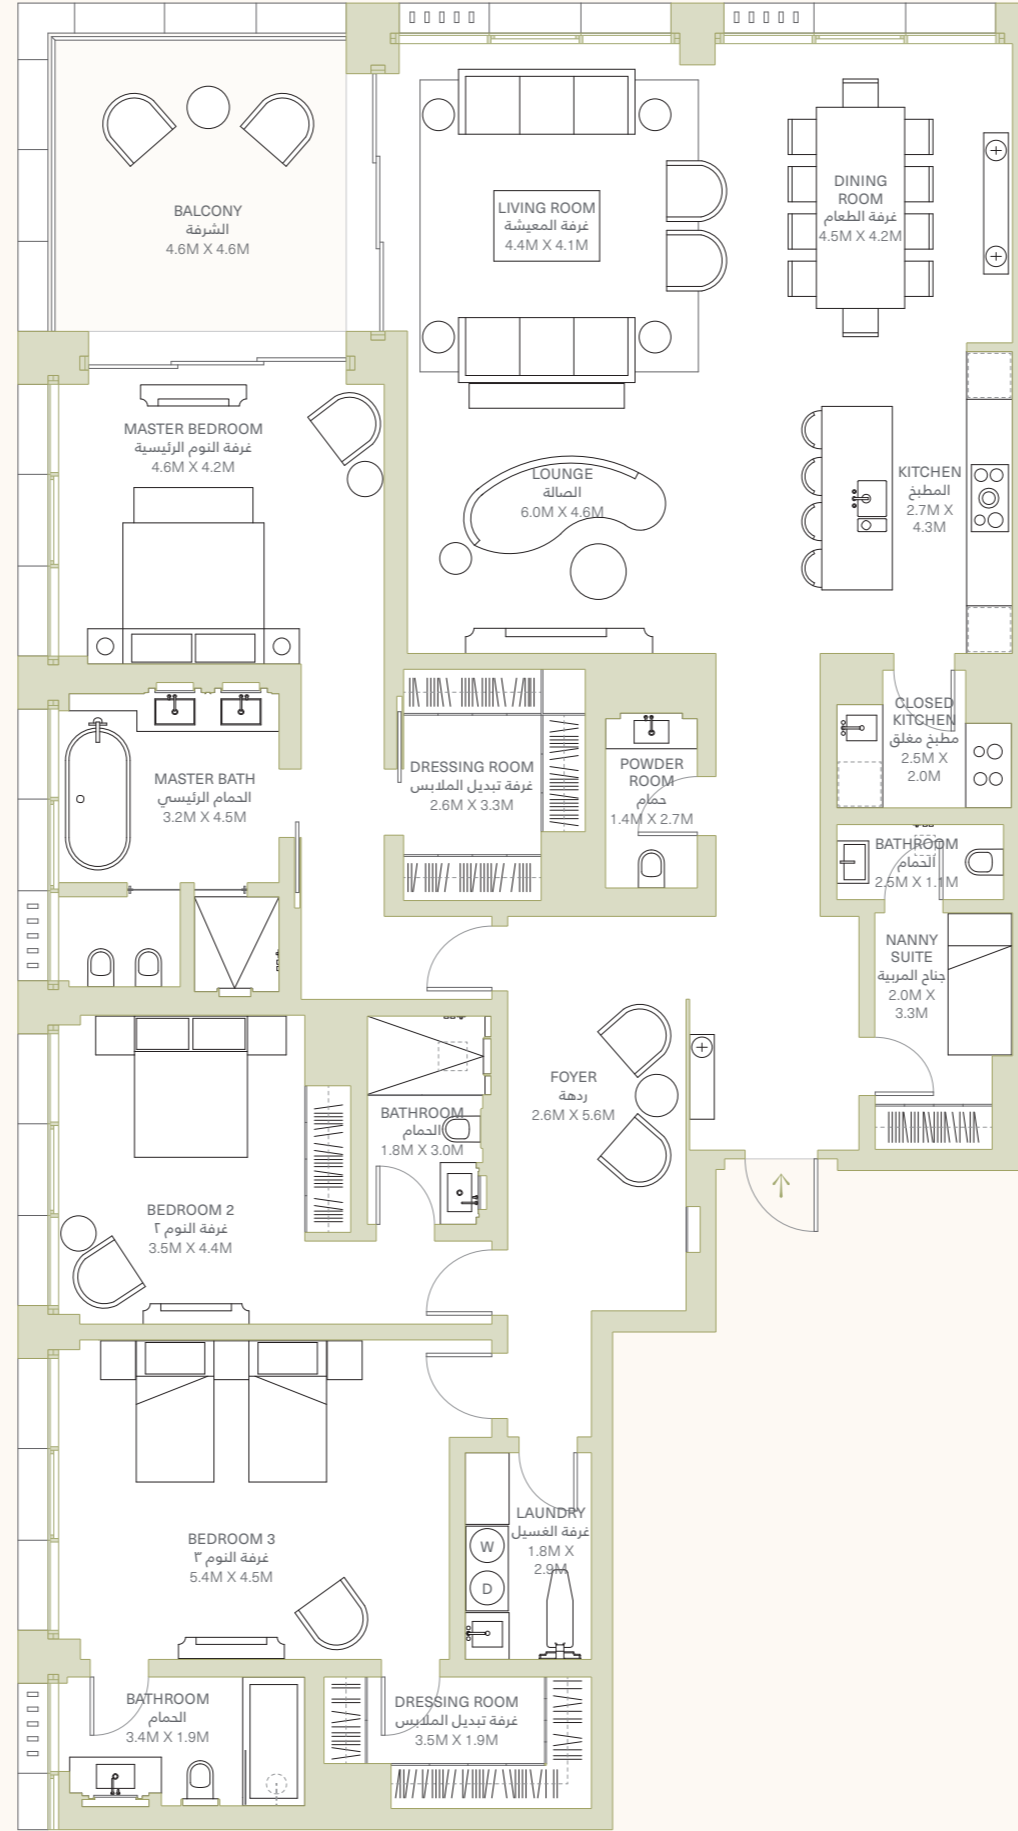 BALCONY
الشرفة
4.6M X 4.6M
LIVING ROOM
غرفة المعيشة
4.4M X 4.1M
DINING
ROOM
غرفة الطعام
4.5M X 4.2M
MASTER BEDROOM
غرفة النوم الرئيسية
4.6M X 4.2M
LOUNGE
الصالة
6.0M X 4.6M
KITCHEN
المطبخ
2.7M X
4.3M
MASTER BATH
الحمام الرئيسي
3.2M X 4.5M
DRESSING ROOM
غرفة تبديل الملابس
2.6M X 3.3M
POWDER
ROOM
حمام
1.4M X 2.7M
CLOSED
KITCHEN
مطبخ مغلق
2.5M X
2.0M
BATHROOM
الحمام
2.5M X 1.1M
NANNY
SUITE
جناح المربية
2.0M X
3.3M
FOYER
ردهة
2.6M X 5.6M
BATHROOM
الحمام
1.8M X 3.0M
BEDROOM 2
غرفة النوم ٢
3.5M X 4.4M
BEDROOM 3
غرفة النوم ٣
5.4M X 4.5M
LAUNDRY
غرفة الغسيل
1.8M X
2.9M
W
D
BATHROOM
الحمام
3.4M X 1.9M
DRESSING ROOM
غرفة تبديل الملابس
3.5M X 1.9M